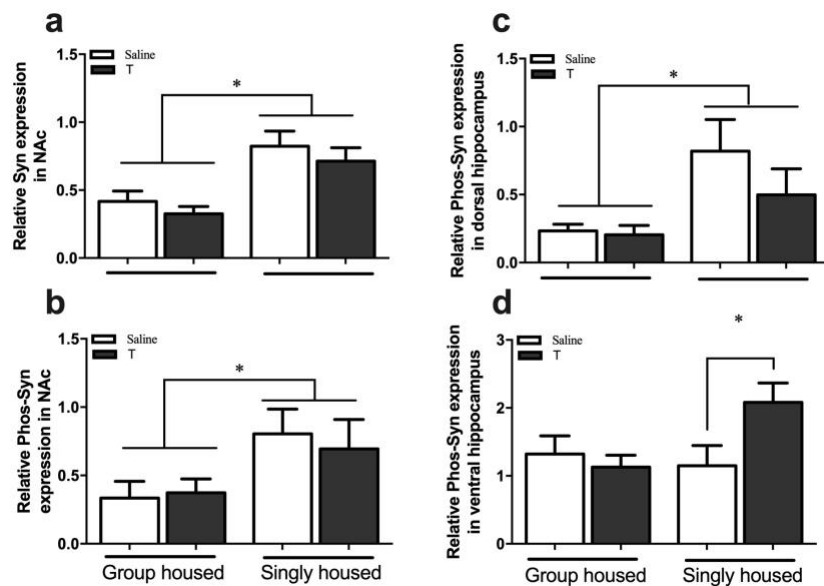 a
Saline
T
1.5
1.0
0.5
0.0
Relative Syn expression
in NAc
*
b
Saline
T
1.5
1.0
0.5
0.0
Relative Phos-Syn
expression in NAc
*
Group housed
Singly housed
c
Saline
T
1.5
1.0
0.5
0.0
Relative Phos-Syn expression
in dorsal hippocampus
*
d
Saline
T
3
2
1
0
Relative Phos-Syn expression
in ventral hippocampus
*
Group housed
Singly housed